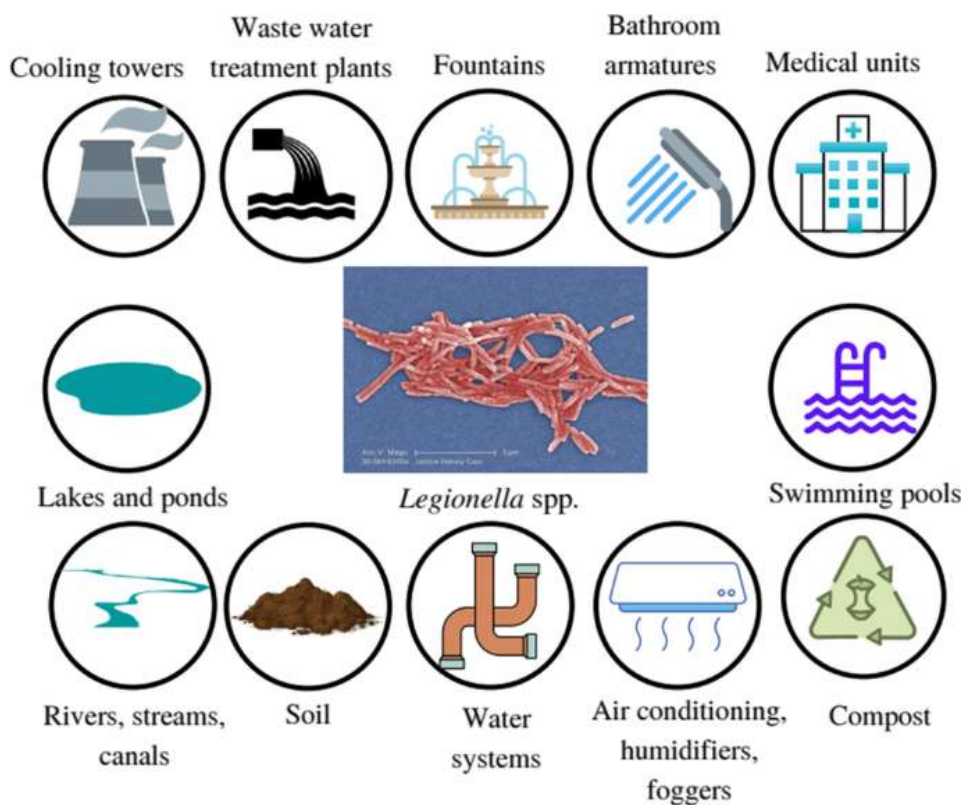 Cooling towers
Waste water
treatment plants
Fountains
Bathroom
armatures
Medical units
Lakes and ponds
Legionella spp.
Swimming pools
Rivers, streams,
canals
Soil
Water
systems
Air conditioning,
humidifiers,
foggers
Compost